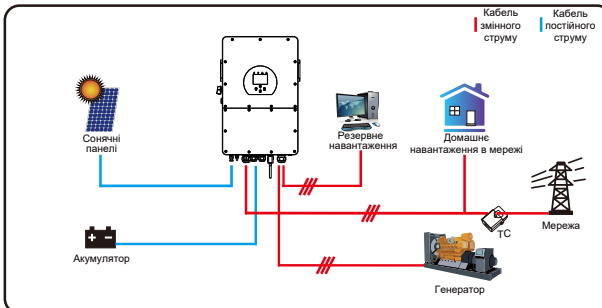 Кабель
змінного
струму
Кабель
постійного
струму
Сонячні
панелі
Резервне
навантаження
Домашнє
навантаження в мережі
ТС
Мережа
Акумулятор
Генератор